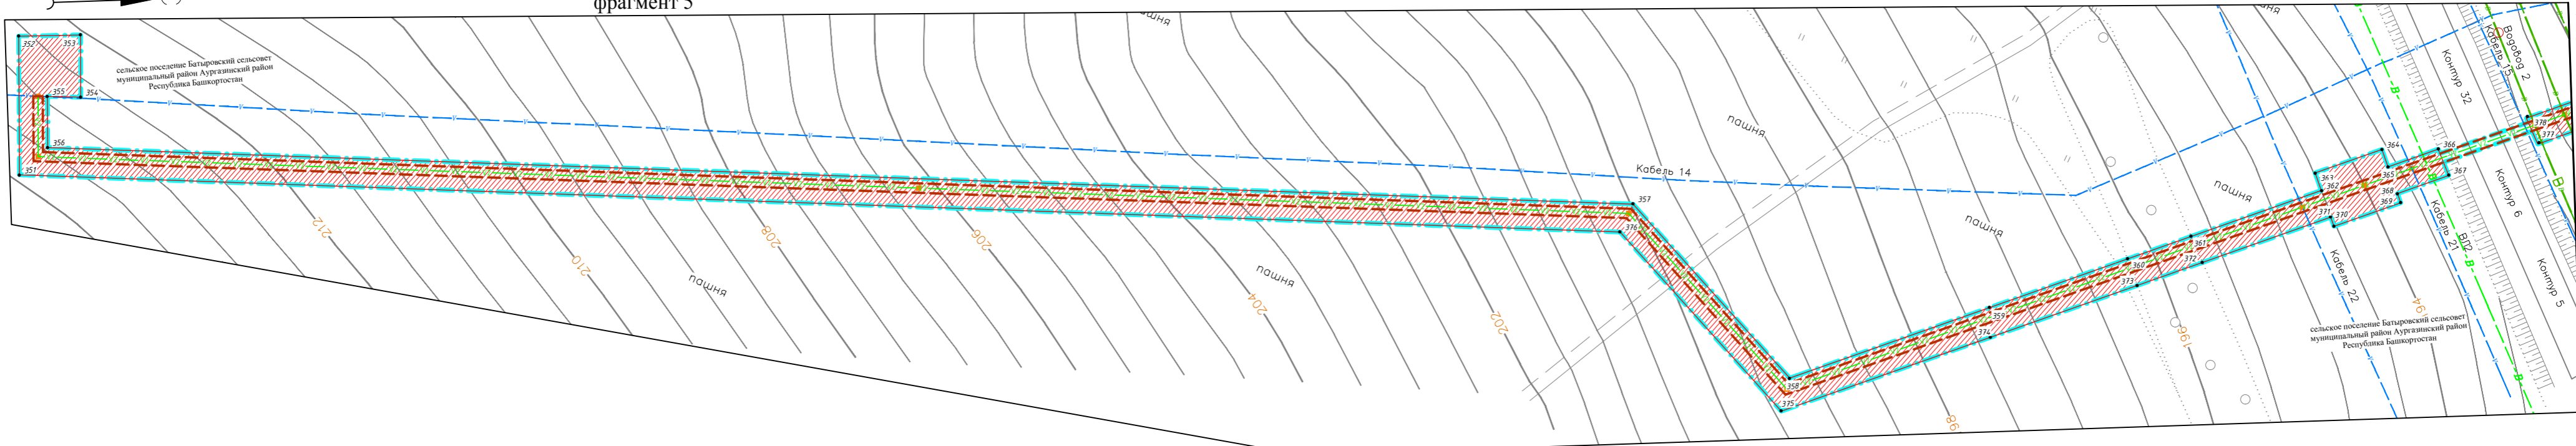 фрагмент 5
352
353
сельское поселение Батыровский сельсовет
муниципальный район Аургазинский район
Республика Башкортостан
355
354
356
351
212
210
208
206
204
202
пашня
пашня
пашня
Кабель 14
357
376
пашня
пашня
358
375
359
374
360
373
361
372
98
196
194
пашня
363
362
364
365
366
367
368
369
370
371
Кабель 22
Кабель 21
ВЛ2
Контур 32
Контур 6
Контур 5
Кабель 15
Водовод 2
378
377
В
В
В
В
сельское поселение Батыровский сельсовет
муниципальный район Аургазинский район
Республика Башкортостан